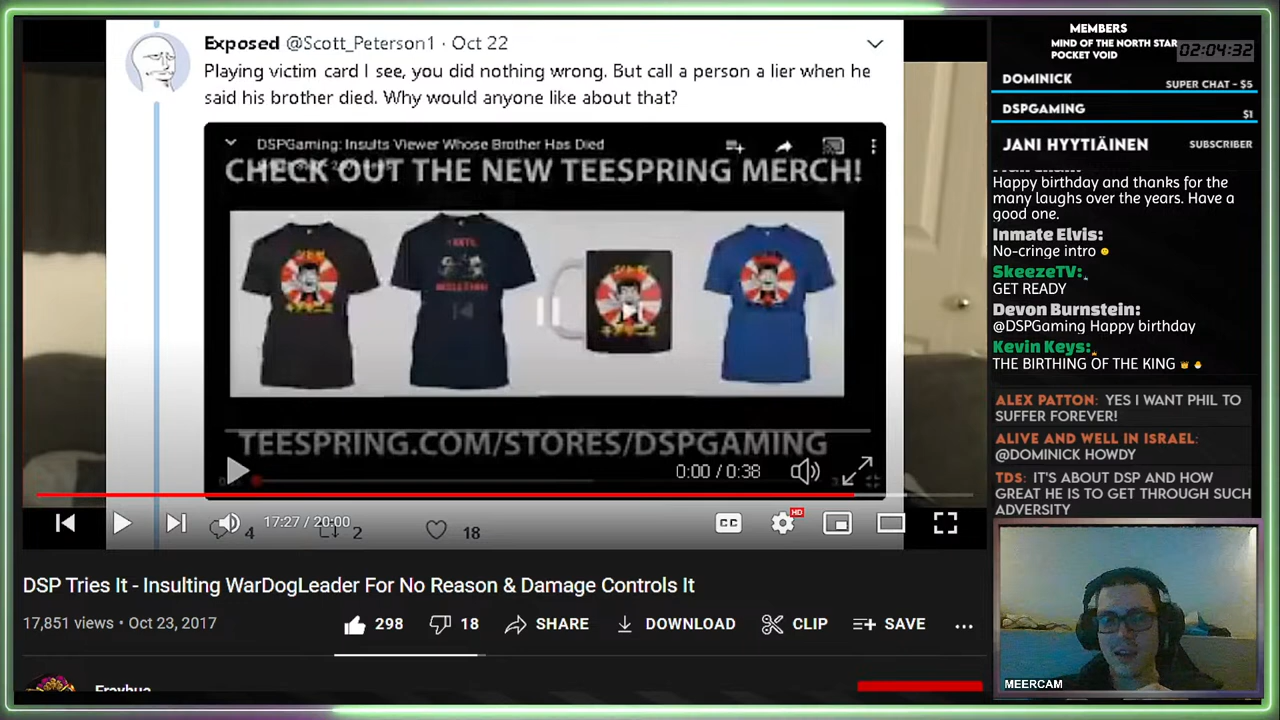 Exposed @Scott_Peterson1 · Oct 22
Playing victim card I see, you did nothing wrong. But call a person a lier when he
said his brother died. Why would anyone like about that?
DSPGaming: Insults Viewer Whose Brother Has Died
CHECK OUT THE NEW TEESPRING MERCH!
TEESPRING.COM/STORES/DSPGAMING
0:00 / 0:38
17:27 / 20:00
4
2
18
CC
HD
DSP Tries It - Insulting WarDogLeader For No Reason & Damage Controls It
17,851 views • Oct 23, 2017
298
18
SHARE
DOWNLOAD
CLIP
SAVE
MEMBERS
MIND OF THE NORTH STAR
POCKET VOID
02:04:32
DOMINICK
SUPER CHAT - $5
DSPGAMING
$1
JANI HYYTIÄINEN
SUBSCRIBER
Happy birthday and thanks for the
many laughs over the years. Have a
good one.
Inmate Elvis:
No-cringe intro
SkeezeTV:
GET READY
Devon Burnstein:
@DSPGaming Happy birthday
Kevin Keys:
THE BIRTHING OF THE KING
ALEX PATTON: YES I WANT PHIL TO
SUFFER FOREVER!
ALIVE AND WELL IN ISRAEL:
@DOMINICK HOWDY
TDS: IT'S ABOUT DSP AND HOW
GREAT HE IS TO GET THROUGH SUCH
ADVERSITY
MEERCAM